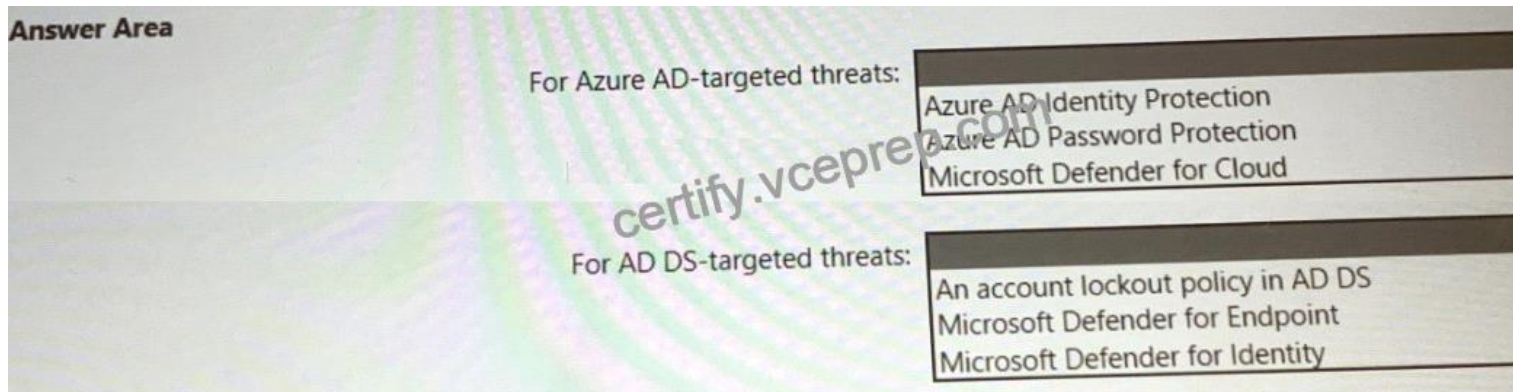 Answer Area
For Azure AD-targeted threats:
Azure AD Identity Protection
Azure AD Password Protection
Microsoft Defender for Cloud
certify.vceprep.com
For AD DS-targeted threats:
An account lockout policy in AD DS
Microsoft Defender for Endpoint
Microsoft Defender for Identity